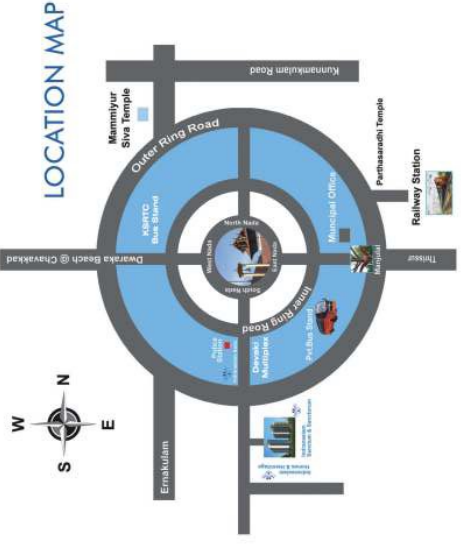 LOCATION MAP
W
N
S
E
Mammiyur
Siva Temple
Kunnamkulam Road
Outer Ring Road
KSRTC
Bus Stand
Dwaraka Beach @ Chavakkad
West Nada
North Nada
South Nada
East Nada
Inner Ring Road
Police
Station
Devaki
Multiplex
Pvt.Bus Stand
Muncipal Office
Manjulal
Parthasaradhi Temple
Railway Station
Thrissur
Ernakulam
Indraneelam